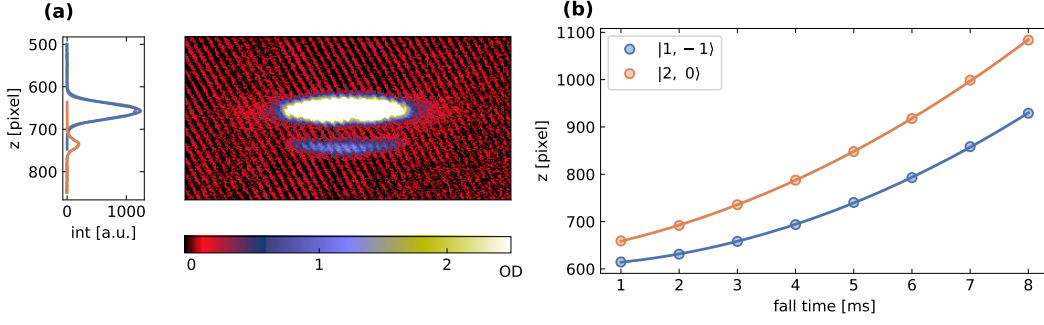 (a)
500
600
700
800
z [pixel]
0
1000
int [a.u.]
0
1
2
OD
(b)
1100
1000
900
800
700
600
z [pixel]
|1, −1⟩
|2, 0⟩
1 2 3 4 5 6 7 8
fall time [ms]